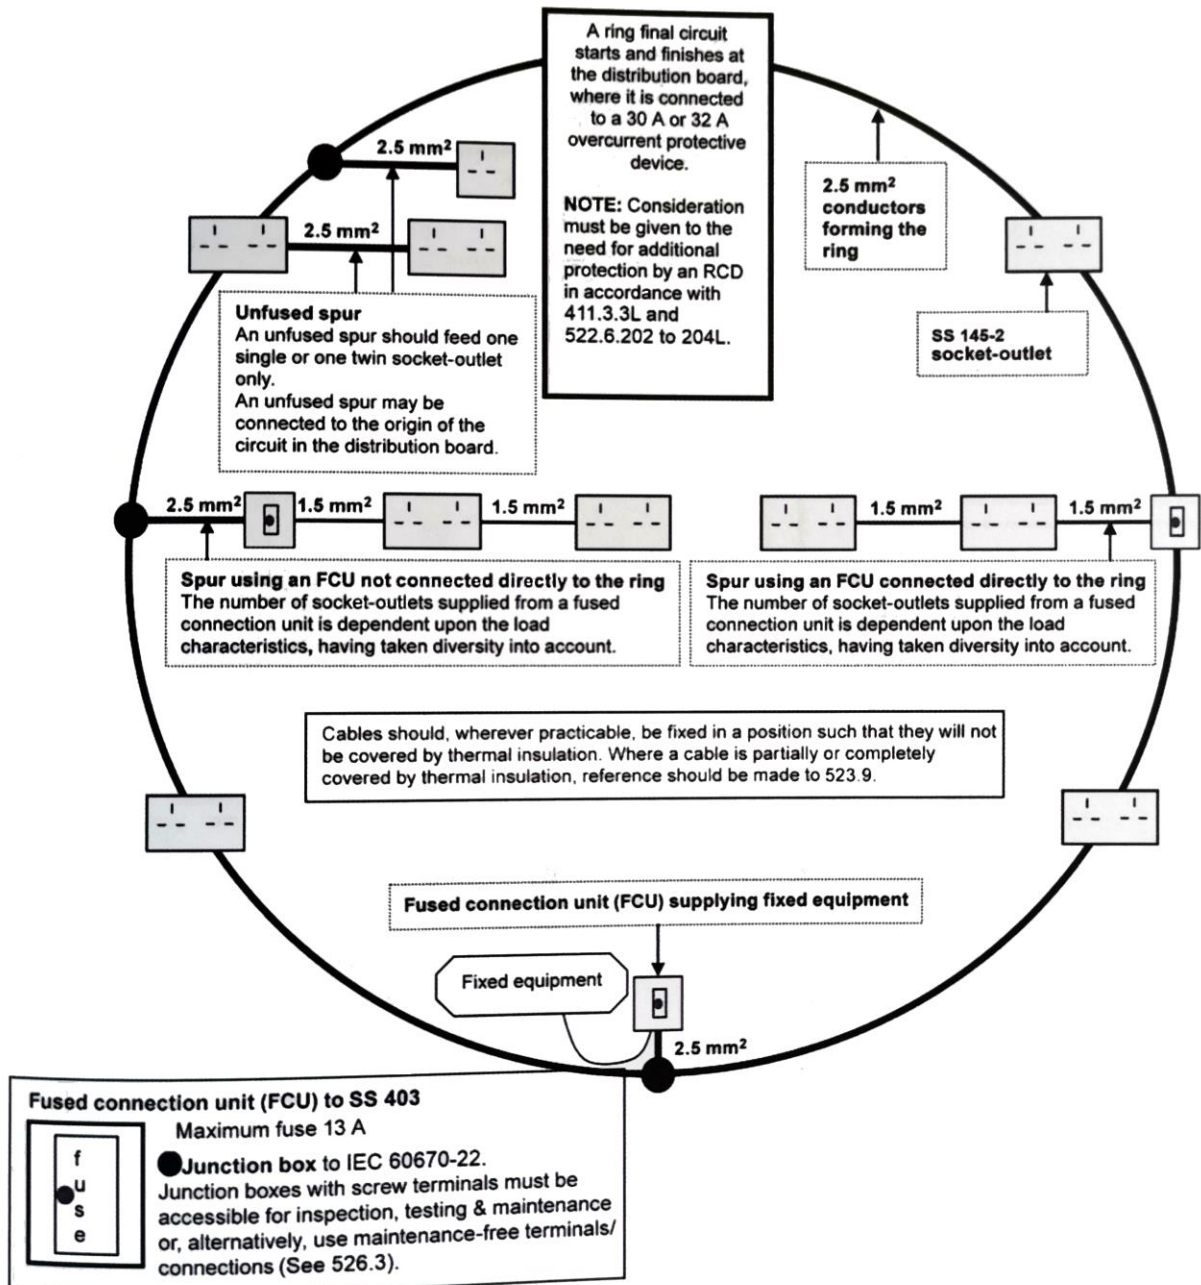 A ring final circuit
starts and finishes at
the distribution board,
where it is connected
to a 30 A or 32 A
overcurrent protective
device.
NOTE: Consideration
must be given to the
need for additional
protection by an RCD
in accordance with
411.3.3L and
522.6.202 to 204L.
2.5 mm²
2.5 mm²
Unfused spur
An unfused spur should feed one
single or one twin socket-outlet
only.
An unfused spur may be
connected to the origin of the
circuit in the distribution board.
2.5 mm²
conductors
forming the
ring
SS 145-2
socket-outlet
2.5 mm²
1.5 mm²
1.5 mm²
Spur using an FCU not connected directly to the ring
The number of socket-outlets supplied from a fused
connection unit is dependent upon the load
characteristics, having taken diversity into account.
1.5 mm²
1.5 mm²
Spur using an FCU connected directly to the ring
The number of socket-outlets supplied from a fused
connection unit is dependent upon the load
characteristics, having taken diversity into account.
Cables should, wherever practicable, be fixed in a position such that they will not
be covered by thermal insulation. Where a cable is partially or completely
covered by thermal insulation, reference should be made to 523.9.
Fused connection unit (FCU) supplying fixed equipment
Fixed equipment
2.5 mm²
Fused connection unit (FCU) to SS 403
Maximum fuse 13 A
f
u
s
e
Junction box to IEC 60670-22.
Junction boxes with screw terminals must be
accessible for inspection, testing & maintenance
or, alternatively, use maintenance-free terminals/
connections (See 526.3).